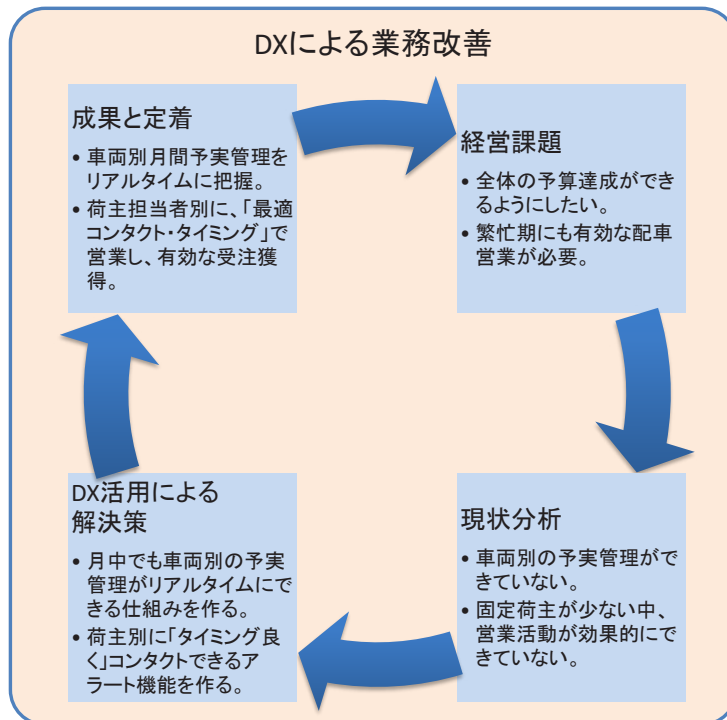 DXによる業務改善
成果と定着
• 車両別月間予実管理を
リアルタイムに把握。
• 荷主担当者別に、「最適
コンタクト・タイミング」で
営業し、有効な受注獲
得。
経営課題
• 全体の予算達成ができ
るようにしたい。
• 繁忙期にも有効な配車
営業が必要。
現状分析
• 車両別の予実管理がで
きていない。
• 固定荷主が少ない中、
営業活動が効果的にで
きていない。
DX活用による
解決策
• 月中でも車両別の予実
管理がリアルタイムにで
きる仕組みを作る。
• 荷主別に「タイミング良
く」コンタクトできるア
ラート機能を作る。